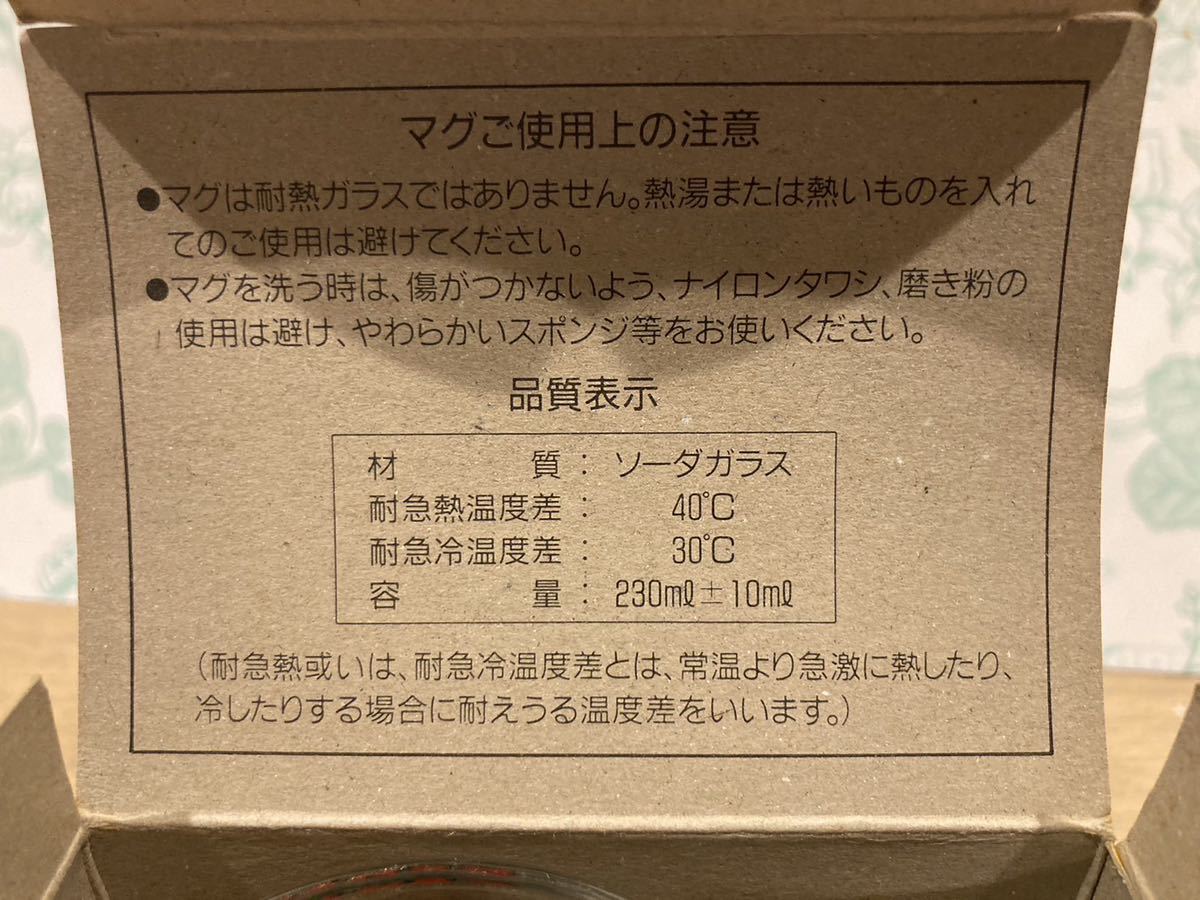 マグご使用上の注意
●マグは耐熱ガラスではありません。熱湯または熱いものを入れ
てのご使用は避けてください。
●マグを洗う時は、傷がつかないよう、ナイロンタワシ、磨き粉の
使用は避け、やわらかいスポンジ等をお使いください。
品質表示
材　　質 : ソーダガラス
耐急熱温度差 : 40℃
耐急冷温度差 : 30℃
容　　量 : 230mℓ±10mℓ
(耐急熱或いは、耐急冷温度差とは、常温より急激に熱したり、
冷したりする場合に耐えうる温度差をいいます。)